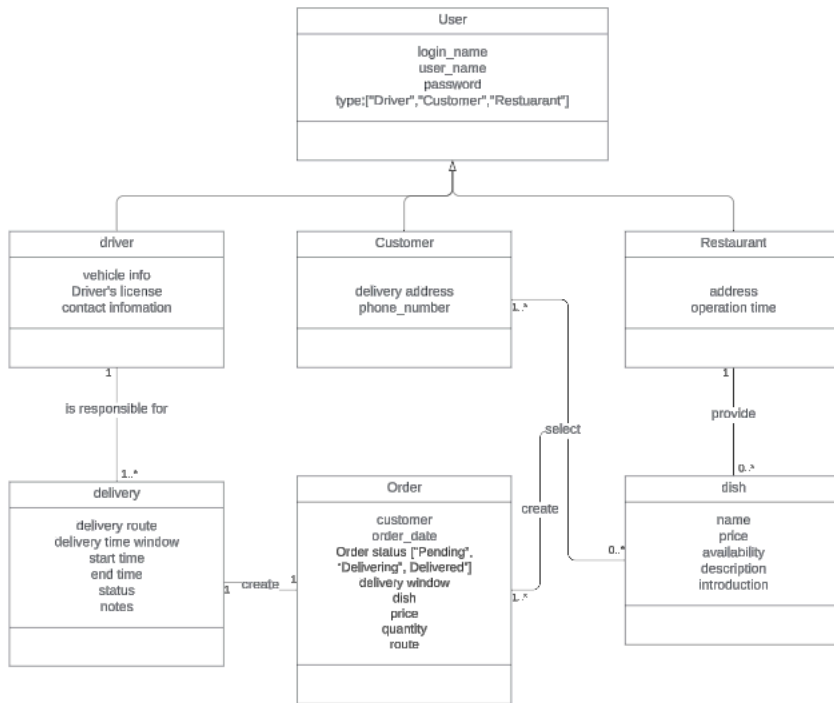 User
login_name
user_name
password
type:["Driver","Customer","Restuarant"]
driver
vehicle info
Driver's license
contact infomation
Customer
delivery address
phone_number
Restaurant
address
operation time
1..*
1
1
is responsible for
provide
select
1..*
0..*
delivery
delivery route
delivery time window
start time
end time
status
notes
Order
customer
order_date
Order status ["Pending",
"Delivering", Delivered"]
delivery window
dish
price
quantity
route
create
dish
name
price
availability
description
introduction
0..*
1
create
1
1..*